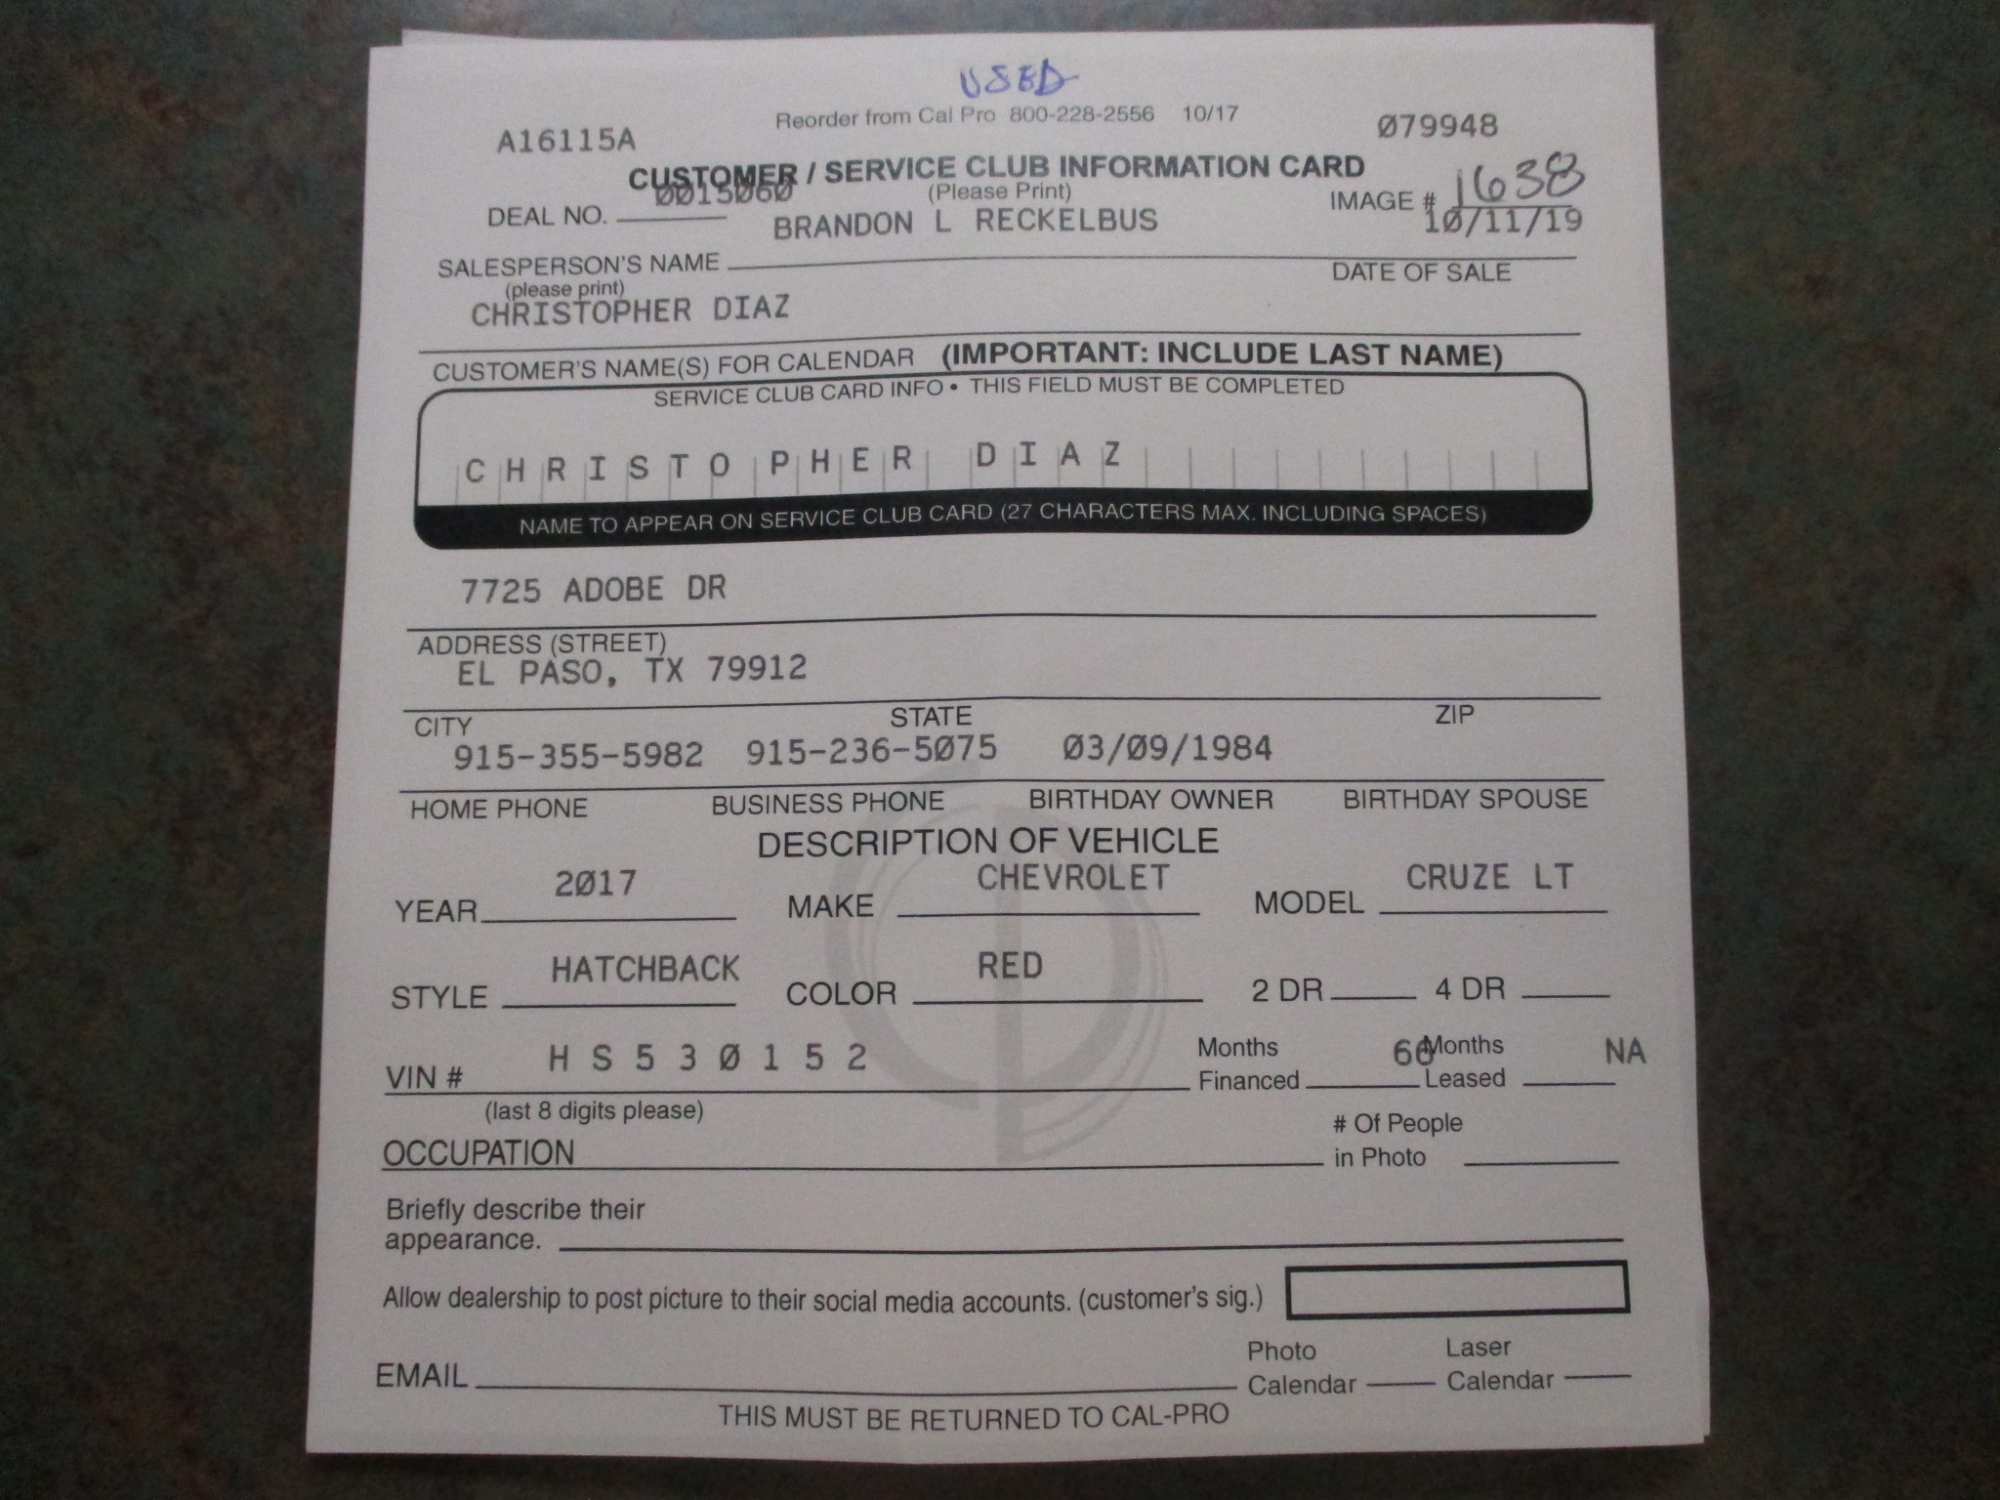 USED
Reorder from Cal Pro 800-228-2556 10/17
A16115A 079948
CUSTOMER / SERVICE CLUB INFORMATION CARD
0015060 (Please Print) IMAGE # 1638
DEAL NO. BRANDON L RECKELBUS 10/11/19
SALESPERSON'S NAME DATE OF SALE
(please print)
CHRISTOPHER DIAZ
CUSTOMER'S NAME(S) FOR CALENDAR (IMPORTANT: INCLUDE LAST NAME)
SERVICE CLUB CARD INFO • THIS FIELD MUST BE COMPLETED
CHRISTOPHER DIAZ
NAME TO APPEAR ON SERVICE CLUB CARD (27 CHARACTERS MAX. INCLUDING SPACES)
7725 ADOBE DR
ADDRESS (STREET)
EL PASO, TX 79912
CITY STATE ZIP
915-355-5982 915-236-5075 03/09/1984
HOME PHONE BUSINESS PHONE BIRTHDAY OWNER BIRTHDAY SPOUSE
DESCRIPTION OF VEHICLE
YEAR 2017 MAKE CHEVROLET MODEL CRUZE LT
STYLE HATCHBACK COLOR RED 2 DR 4 DR
VIN # H S 5 3 0 1 5 2 Months Financed 66 Months Leased NA
(last 8 digits please)
OCCUPATION # Of People in Photo
Briefly describe their
appearance.
Allow dealership to post picture to their social media accounts. (customer's sig.)
EMAIL Photo Calendar Laser Calendar
THIS MUST BE RETURNED TO CAL-PRO